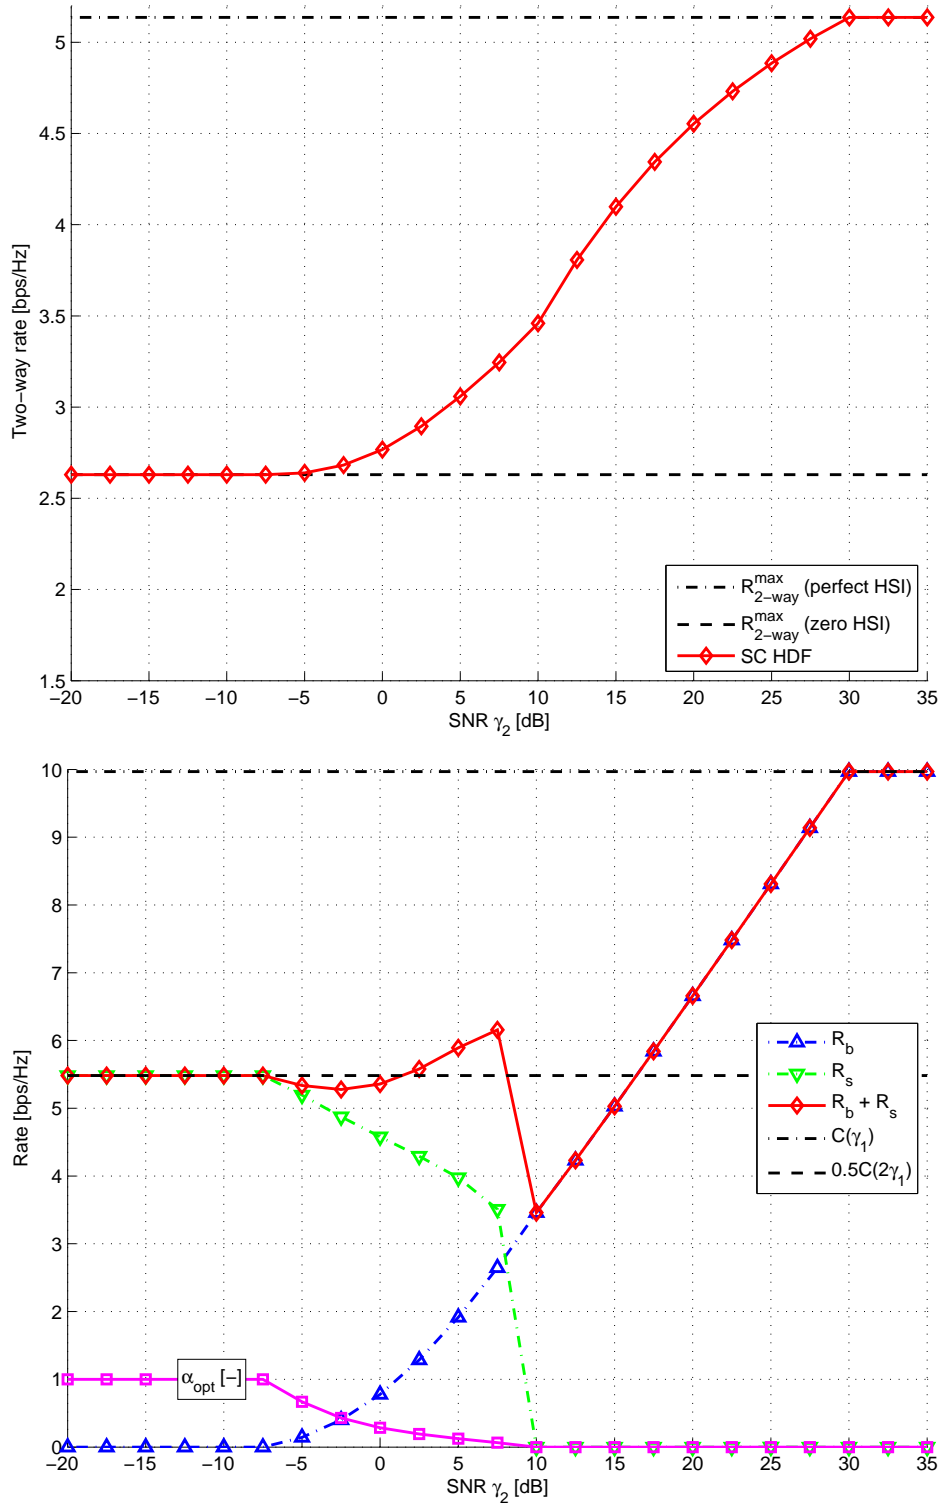 Two−way rate [bps/Hz]
5
4.5
4
3.5
3
2.5
2
1.5
−20 −15 −10 −5 0 5 10 15 20 25 30 35
SNR γ2 [dB]
R2−way^max (perfect HSI)
R2−way^max (zero HSI)
SC HDF
Rate [bps/Hz]
10
9
8
7
6
5
4
3
2
1
0
−20 −15 −10 −5 0 5 10 15 20 25 30 35
SNR γ2 [dB]
αopt [−]
Rb
Rs
Rb + Rs
C(γ1)
0.5C(2γ1)